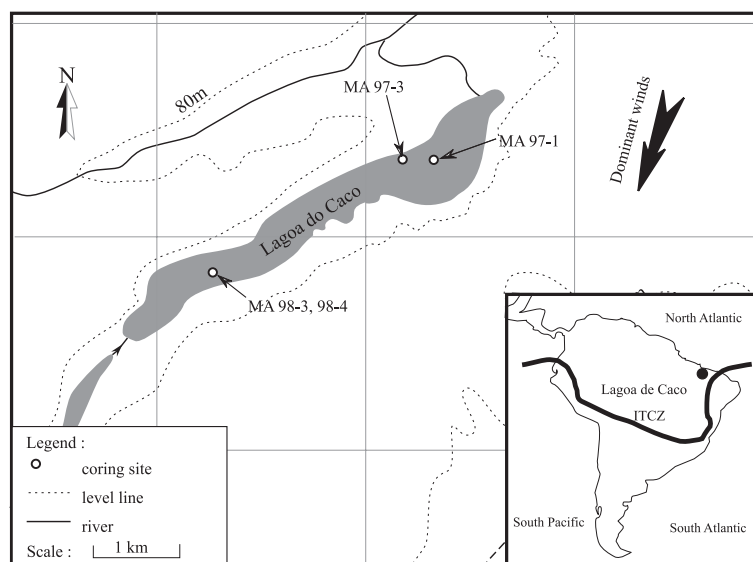 N
80m
MA 97-3
MA 97-1
Dominant winds
Lagoa do Caco
MA 98-3, 98-4
North Atlantic
Lagoa de Caco
ITCZ
South Pacific
South Atlantic
Legend :
coring site
level line
river
Scale : 1 km